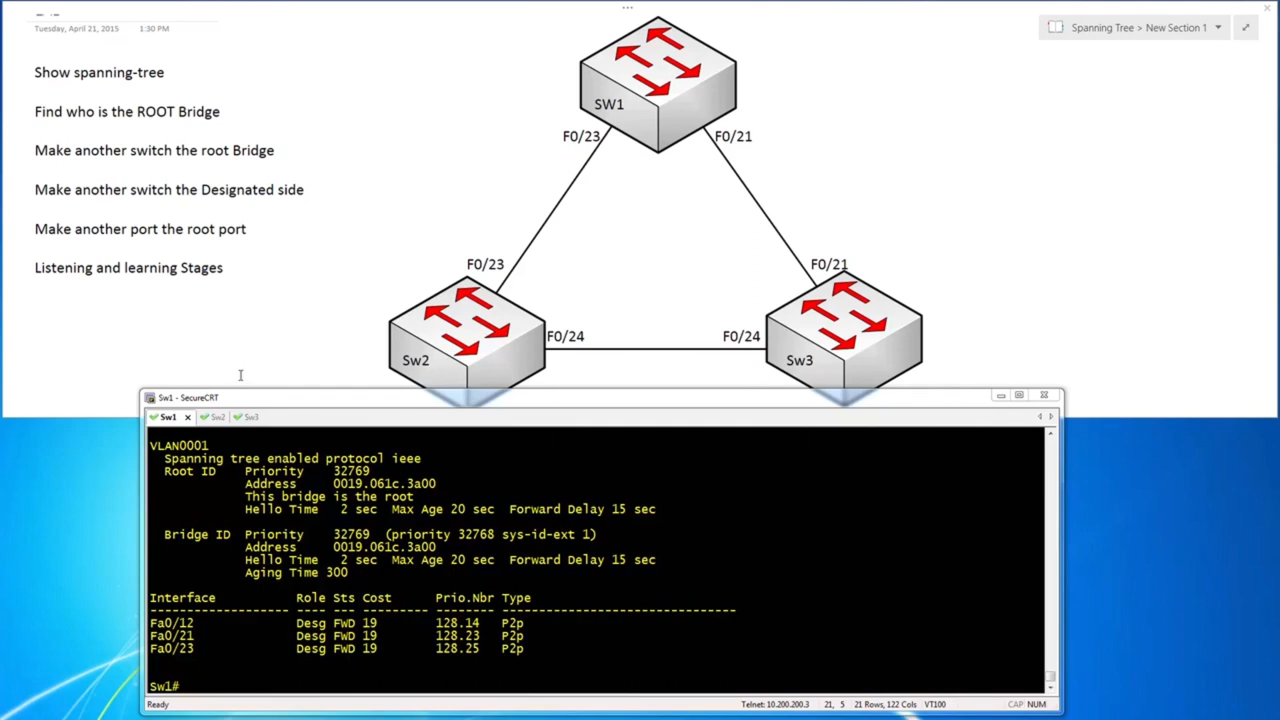 Tuesday, April 21, 2015 1:30 PM
Spanning Tree > New Section 1
Show spanning-tree
Find who is the ROOT Bridge
Make another switch the root Bridge
Make another switch the Designated side
Make another port the root port
Listening and learning Stages
SW1
F0/23 F0/21
F0/23 F0/21
F0/24 F0/24
Sw2 Sw3
Sw1 - SecureCRT
Sw1 Sw2 Sw3
VLAN0001
Spanning tree enabled protocol ieee
Root ID Priority 32769
Address 0019.061c.3a00
This bridge is the root
Hello Time 2 sec Max Age 20 sec Forward Delay 15 sec
Bridge ID Priority 32769 (priority 32768 sys-id-ext 1)
Address 0019.061c.3a00
Hello Time 2 sec Max Age 20 sec Forward Delay 15 sec
Aging Time 300
Interface Role Sts Cost Prio.Nbr Type
------------------- ---- --- --------- -------- --------------------------------
Fa0/12 Desg FWD 19 128.14 P2p
Fa0/21 Desg FWD 19 128.23 P2p
Fa0/23 Desg FWD 19 128.25 P2p
Sw1#
Ready Telnet: 10.200.200.3 21, 5 21 Rows, 122 Cols VT100 CAP NUM